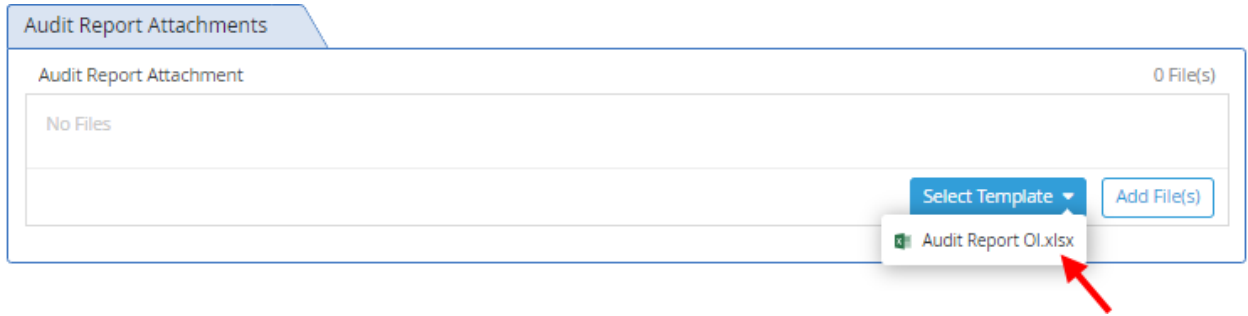 Audit Report Attachments
Audit Report Attachment 0 File(s)
No Files
Select Template Add File(s)
Audit Report OI.xlsx